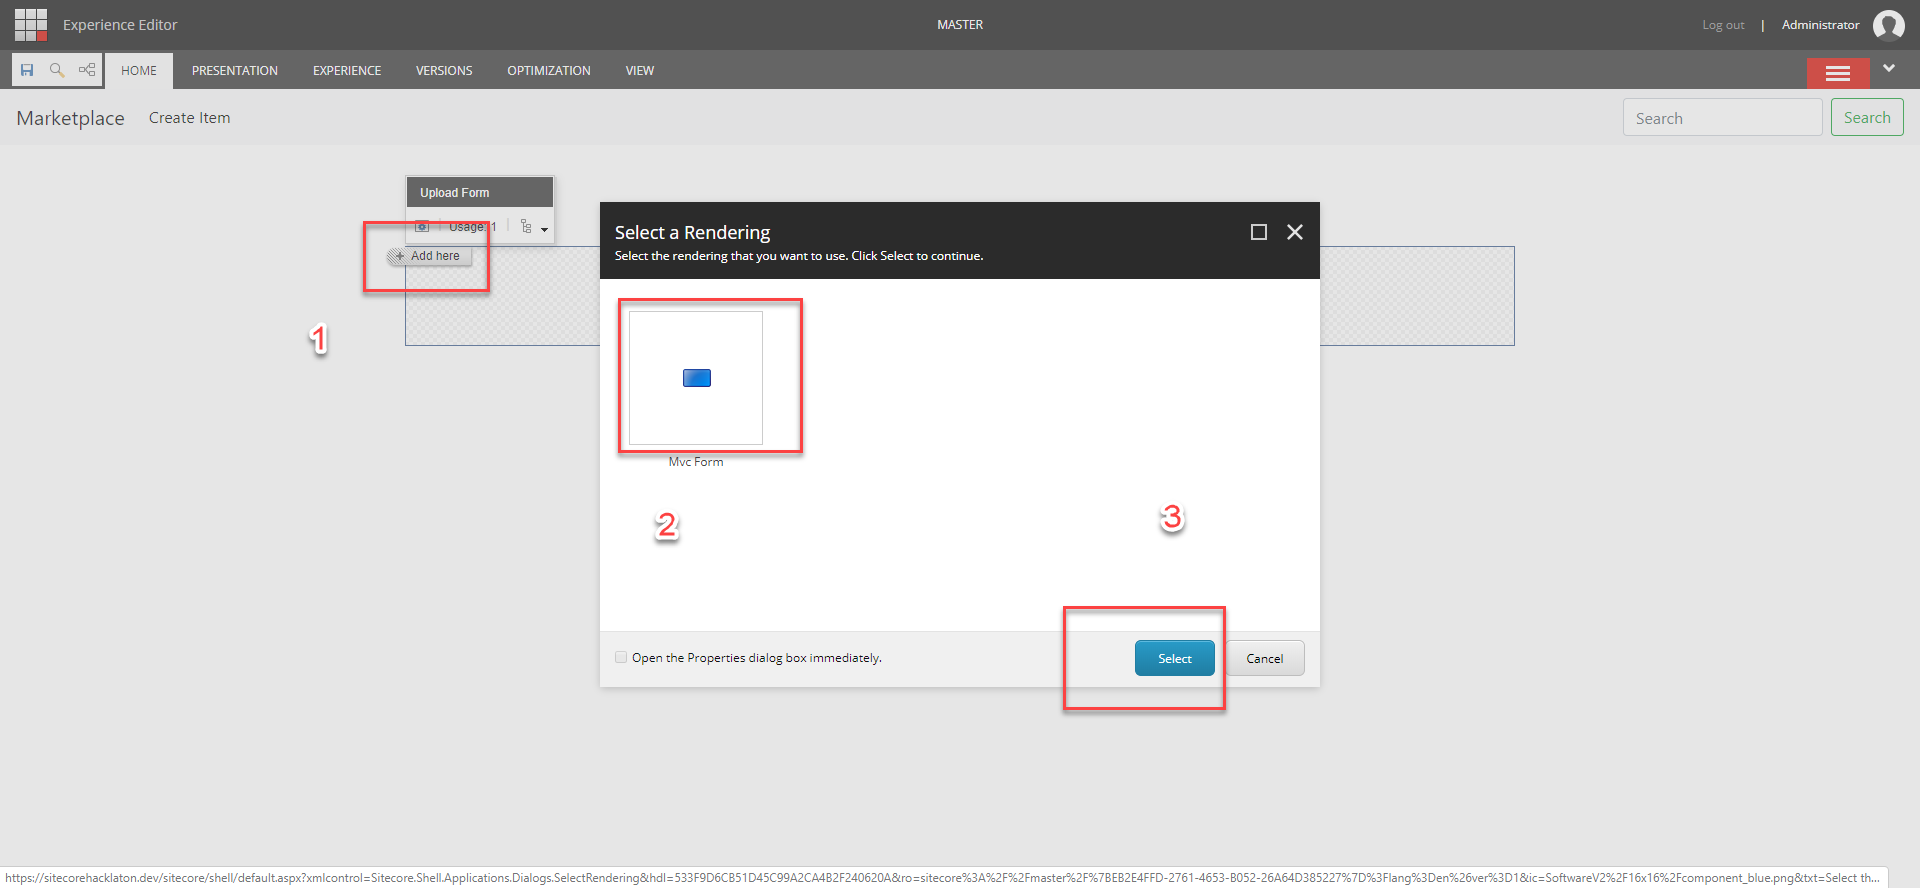 Experience Editor
MASTER
Log out | Administrator
HOME PRESENTATION EXPERIENCE VERSIONS OPTIMIZATION VIEW
Marketplace Create Item
Search Search
Upload Form
Usage: 1
+ Add here
Select a Rendering
Select the rendering that you want to use. Click Select to continue.
1
Mvc Form
2
3
Open the Properties dialog box immediately.
Select Cancel
https://sitecorehacklaton.dev/sitecore/shell/default.aspx?xmlcontrol=Sitecore.Shell.Applications.Dialogs.SelectRendering&hdl=533F9D6CB51D45C99A2CA4B2F240620A&ro=sitecore%3A%2F%2Fmaster%2F%7BEB2E4FFD-2761-4653-B052-26A64D385227%7D%3Flang%3Den%26ver%3D1&ic=SoftwareV2%2F16x16%2Fcomponent_blue.png&txt=Select th...